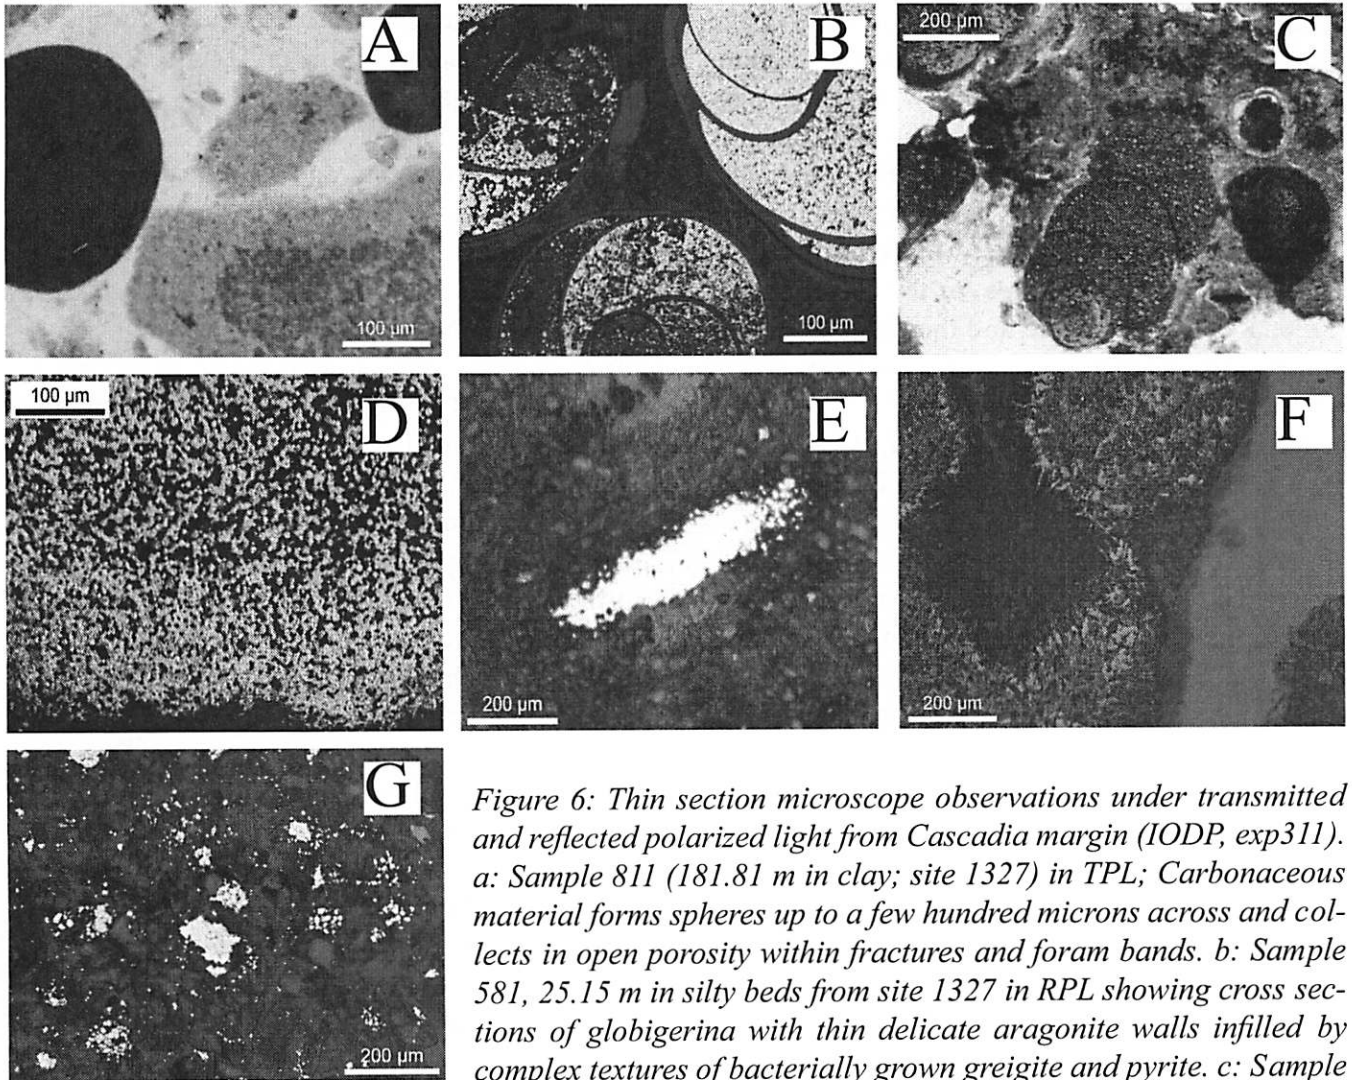 A
B
200 µm
C
100 µm
100 µm
100 µm
D
E
F
200 µm
200 µm
G
200 µm
Figure 6: Thin section microscope observations under transmitted
and reflected polarized light from Cascadia margin (IODP, exp311).
a: Sample 811 (181.81 m in clay; site 1327) in TPL; Carbonaceous
material forms spheres up to a few hundred microns across and col-
lects in open porosity within fractures and foram bands. b: Sample
581, 25.15 m in silty beds from site 1327 in RPL showing cross sec-
tions of globigerina with thin delicate aragonite walls infilled by
complex textures of bacterially grown greigite and pyrite. c: Sample